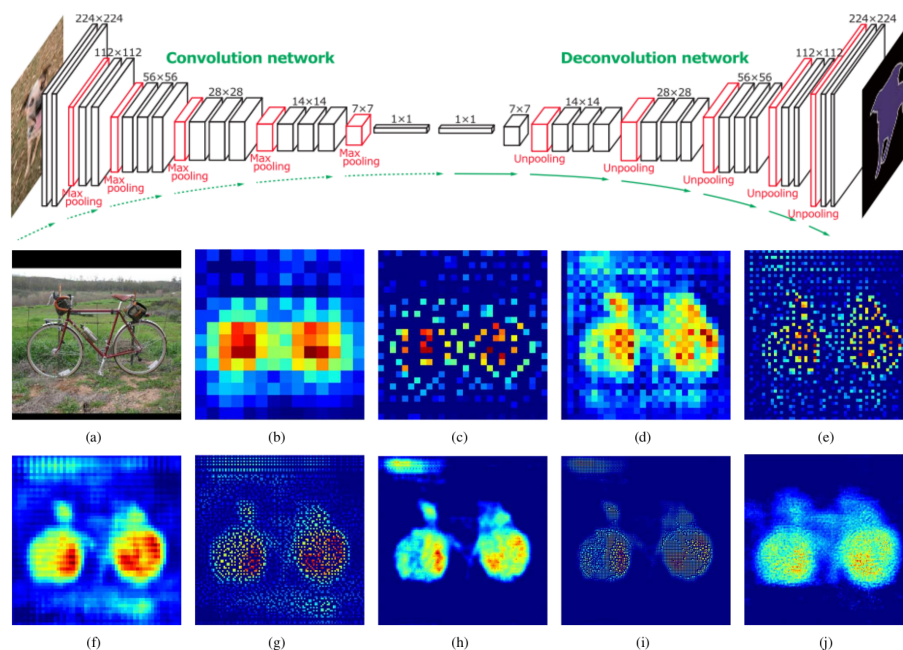 224×224
224×224
112×112
112×112
Convolution network
Deconvolution network
56×56
56×56
28×28
28×28
14×14
14×14
7×7
7×7
1×1
1×1
Max
pooling
Max
pooling
Max
pooling
Max
pooling
Max
pooling
Unpooling
Unpooling
Unpooling
Unpooling
Unpooling
(a)
(b)
(c)
(d)
(e)
(f)
(g)
(h)
(i)
(j)